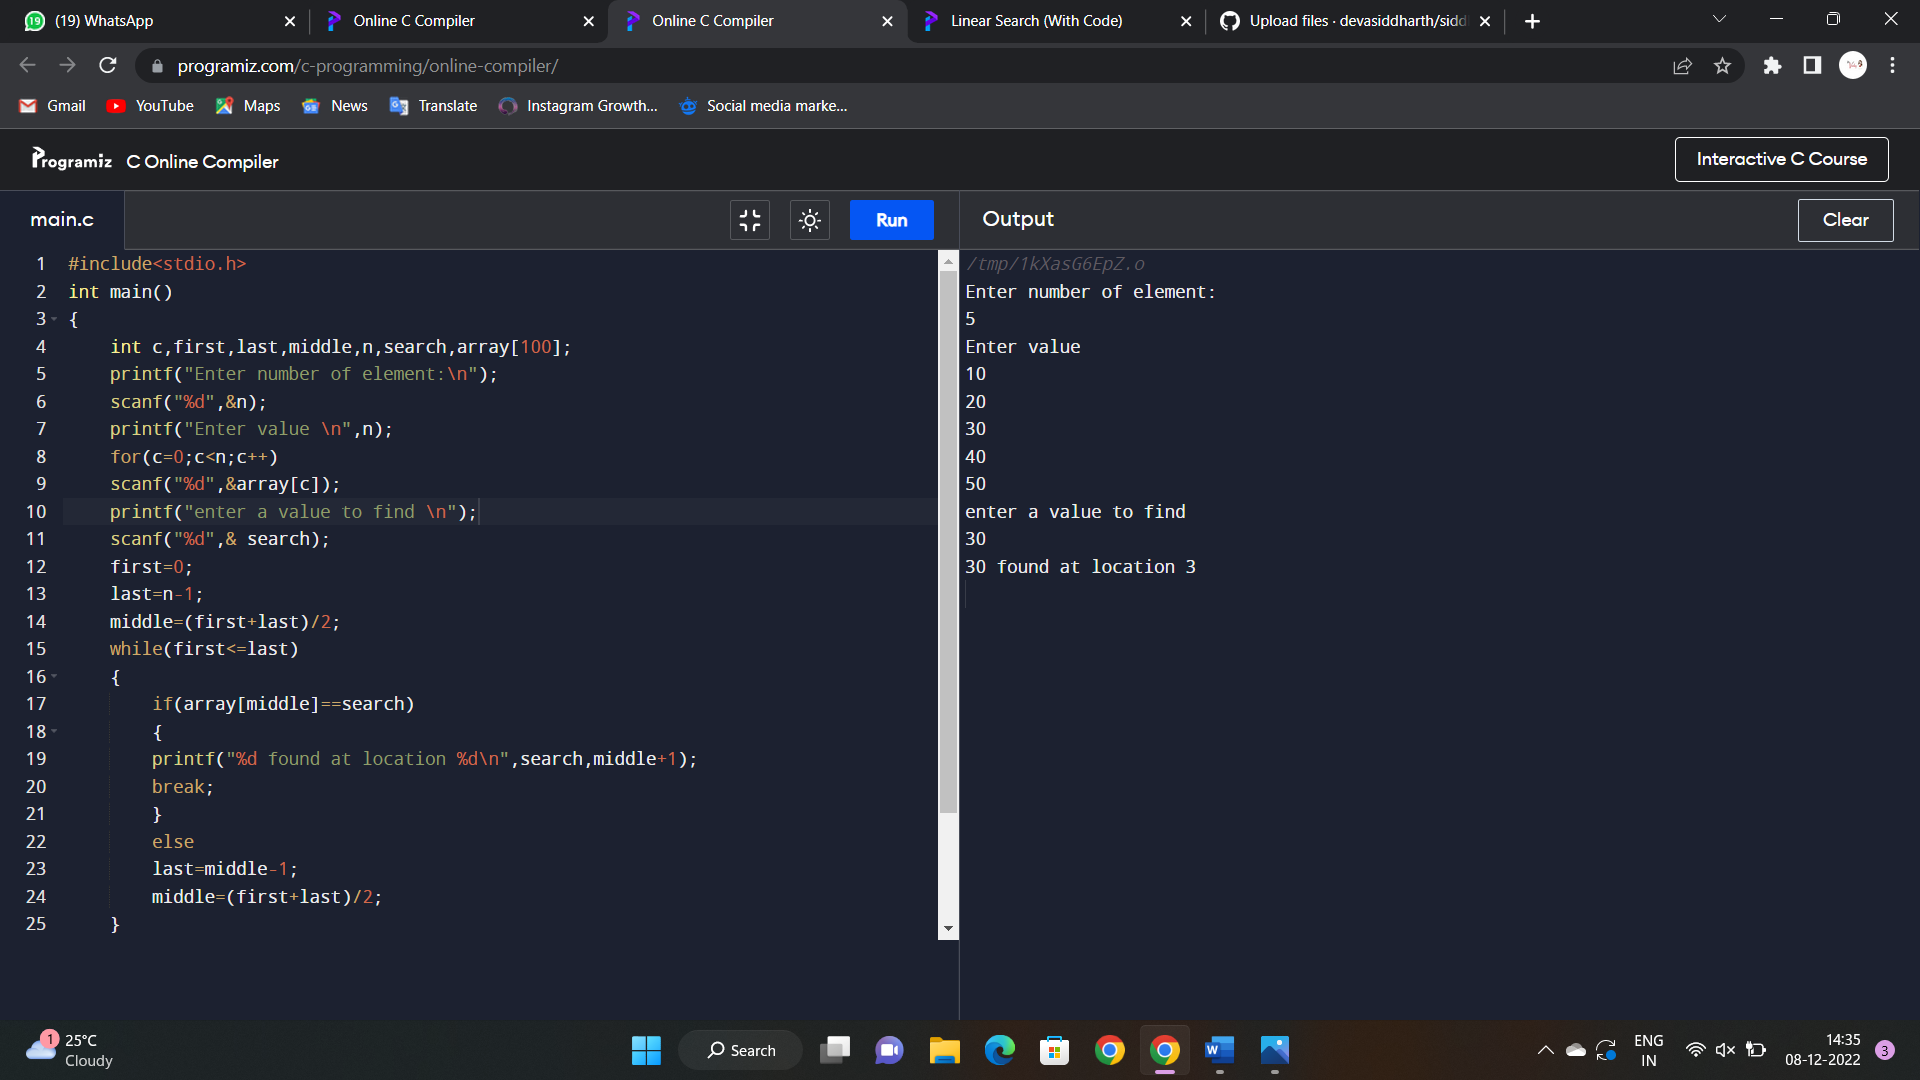 (19) WhatsApp
Online C Compiler
Online C Compiler
Linear Search (With Code)
Upload files · devasiddharth/sidd
programiz.com/c-programming/online-compiler/
Gmail
YouTube
Maps
News
Translate
Instagram Growth...
Social media marke...
Programiz C Online Compiler
Interactive C Course
main.c
Run
Output
Clear
1 #include<stdio.h>
2 int main()
3 {
4 int c,first,last,middle,n,search,array[100];
5 printf("Enter number of element:\n");
6 scanf("%d",&n);
7 printf("Enter value \n",n);
8 for(c=0;c<n;c++)
9 scanf("%d",&array[c]);
10 printf("enter a value to find \n");
11 scanf("%d",& search);
12 first=0;
13 last=n-1;
14 middle=(first+last)/2;
15 while(first<=last)
16 {
17 if(array[middle]==search)
18 {
19 printf("%d found at location %d\n",search,middle+1);
20 break;
21 }
22 else
23 last=middle-1;
24 middle=(first+last)/2;
25 }
/tmp/1kXasG6EpZ.o
Enter number of element:
5
Enter value
10
20
30
40
50
enter a value to find
30
30 found at location 3
1
25°C
Cloudy
Search
ENG
IN
14:35
08-12-2022
3